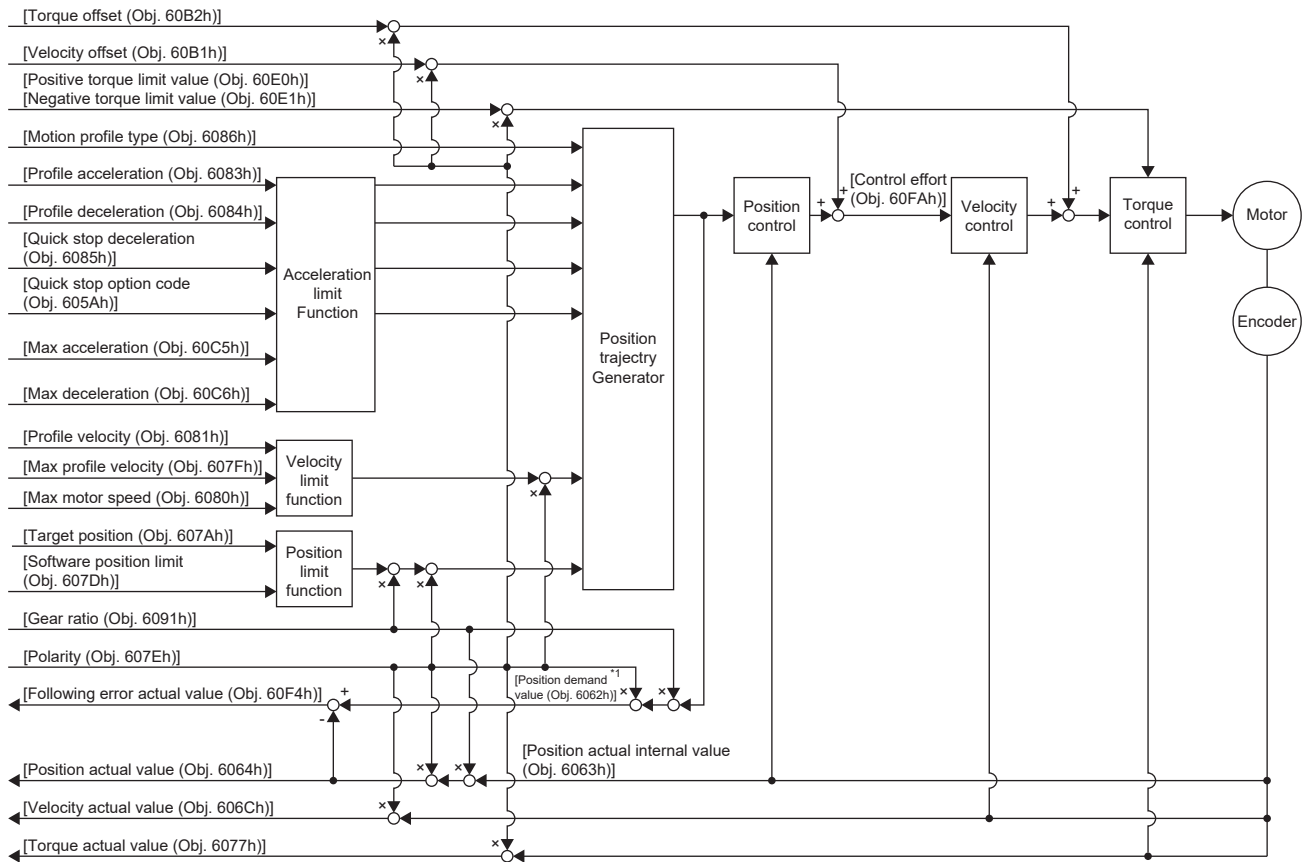 [Torque offset (Obj. 60B2h)]
×
[Velocity offset (Obj. 60B1h)]
×
[Positive torque limit value (Obj. 60E0h)]
[Negative torque limit value (Obj. 60E1h)]
×
[Motion profile type (Obj. 6086h)]
[Profile acceleration (Obj. 6083h)]
[Profile deceleration (Obj. 6084h)]
[Quick stop deceleration
(Obj. 6085h)]
[Quick stop option code
(Obj. 605Ah)]
[Max acceleration (Obj. 60C5h)]
[Max deceleration (Obj. 60C6h)]
Acceleration
limit
Function
Position
trajectry
Generator
Position
control
+
+
[Control effort
(Obj. 60FAh)]
Velocity
control
+
+
Torque
control
Motor
Encoder
[Profile velocity (Obj. 6081h)]
[Max profile velocity (Obj. 607Fh)]
[Max motor speed (Obj. 6080h)]
Velocity
limit
function
×
[Target position (Obj. 607Ah)]
[Software position limit
(Obj. 607Dh)]
Position
limit
function
×
×
[Gear ratio (Obj. 6091h)]
[Polarity (Obj. 607Eh)]
[Position demand *1
value (Obj. 6062h)]
×
×
[Following error actual value (Obj. 60F4h)]
+
-
[Position actual internal value
(Obj. 6063h)]
[Position actual value (Obj. 6064h)]
×
×
[Velocity actual value (Obj. 606Ch)]
×
[Torque actual value (Obj. 6077h)]
×